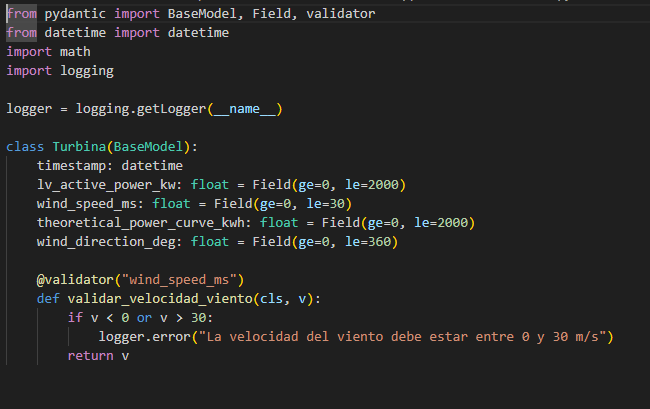 from pydantic import BaseModel, Field, validator
from datetime import datetime
import math
import logging

logger = logging.getLogger(__name__)

class Turbina(BaseModel):
    timestamp: datetime
    lv_active_power_kw: float = Field(ge=0, le=2000)
    wind_speed_ms: float = Field(ge=0, le=30)
    theoretical_power_curve_kwh: float = Field(ge=0, le=2000)
    wind_direction_deg: float = Field(ge=0, le=360)

    @validator("wind_speed_ms")
    def validar_velocidad_viento(cls, v):
        if v < 0 or v > 30:
            logger.error("La velocidad del viento debe estar entre 0 y 30 m/s")
        return v